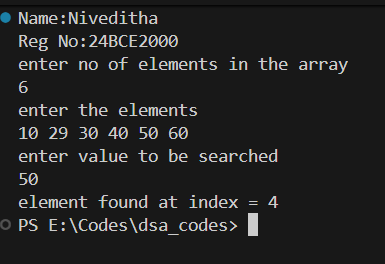 Name:Niveditha
Reg No:24BCE2000
enter no of elements in the array
6
enter the elements
10 29 30 40 50 60
enter value to be searched
50
element found at index = 4
PS E:\Codes\dsa_codes>